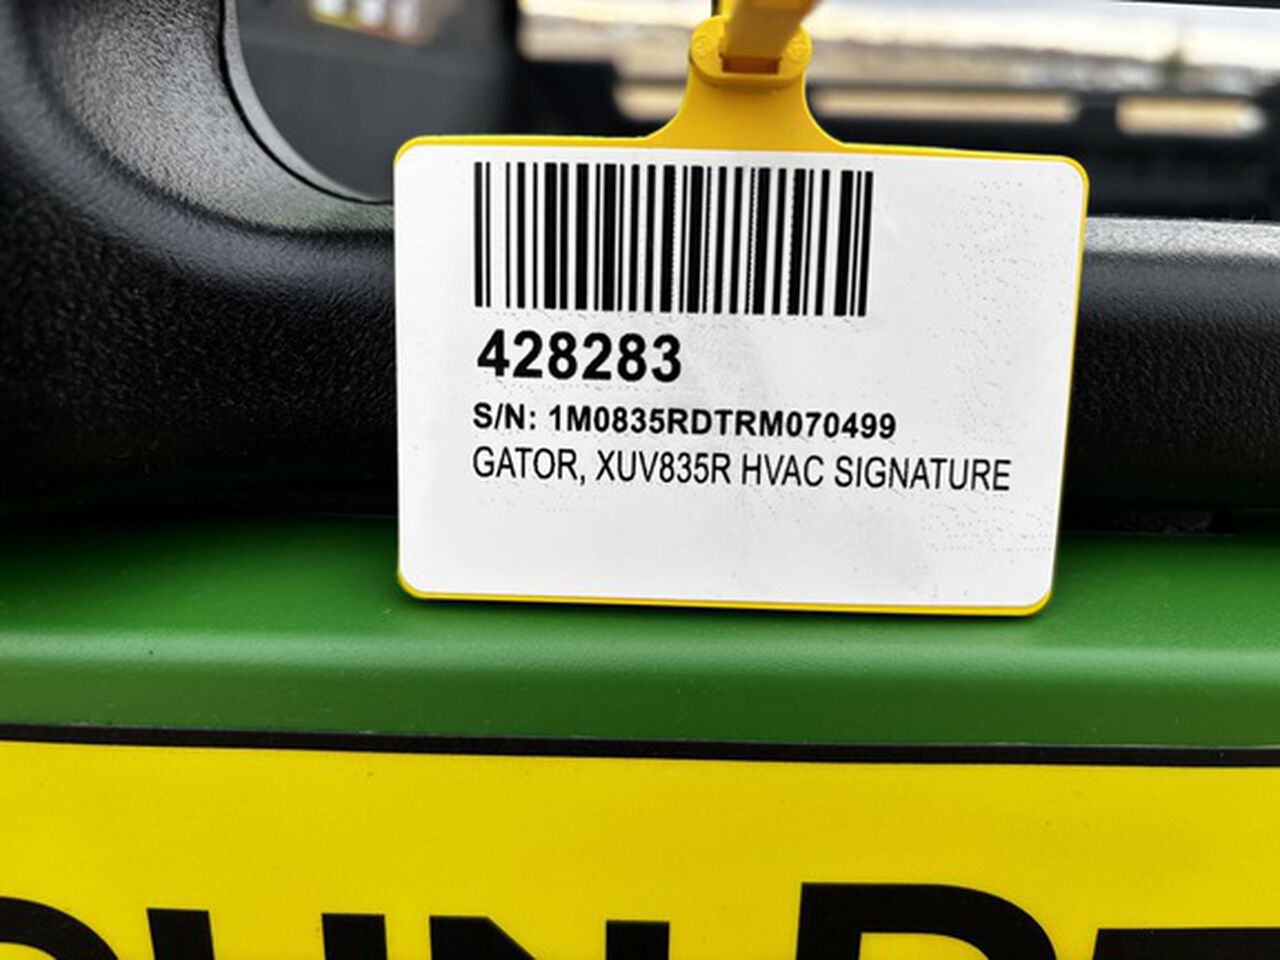 428283
S/N: 1M0835RDTRM070499
GATOR, XUV835R HVAC SIGNATURE